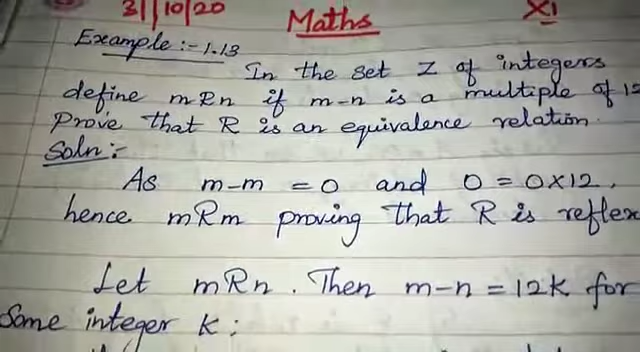 31/10/20 Maths XI
Example:-1.13
In the set Z of integers
define mRn if m-n is a multiple of 12
Prove that R is an equivalence relation.
Soln:-
As m-m = 0 and 0 = 0×12,
hence mRm proving that R is reflex
Let mRn. Then m-n = 12K for
Some integer K;